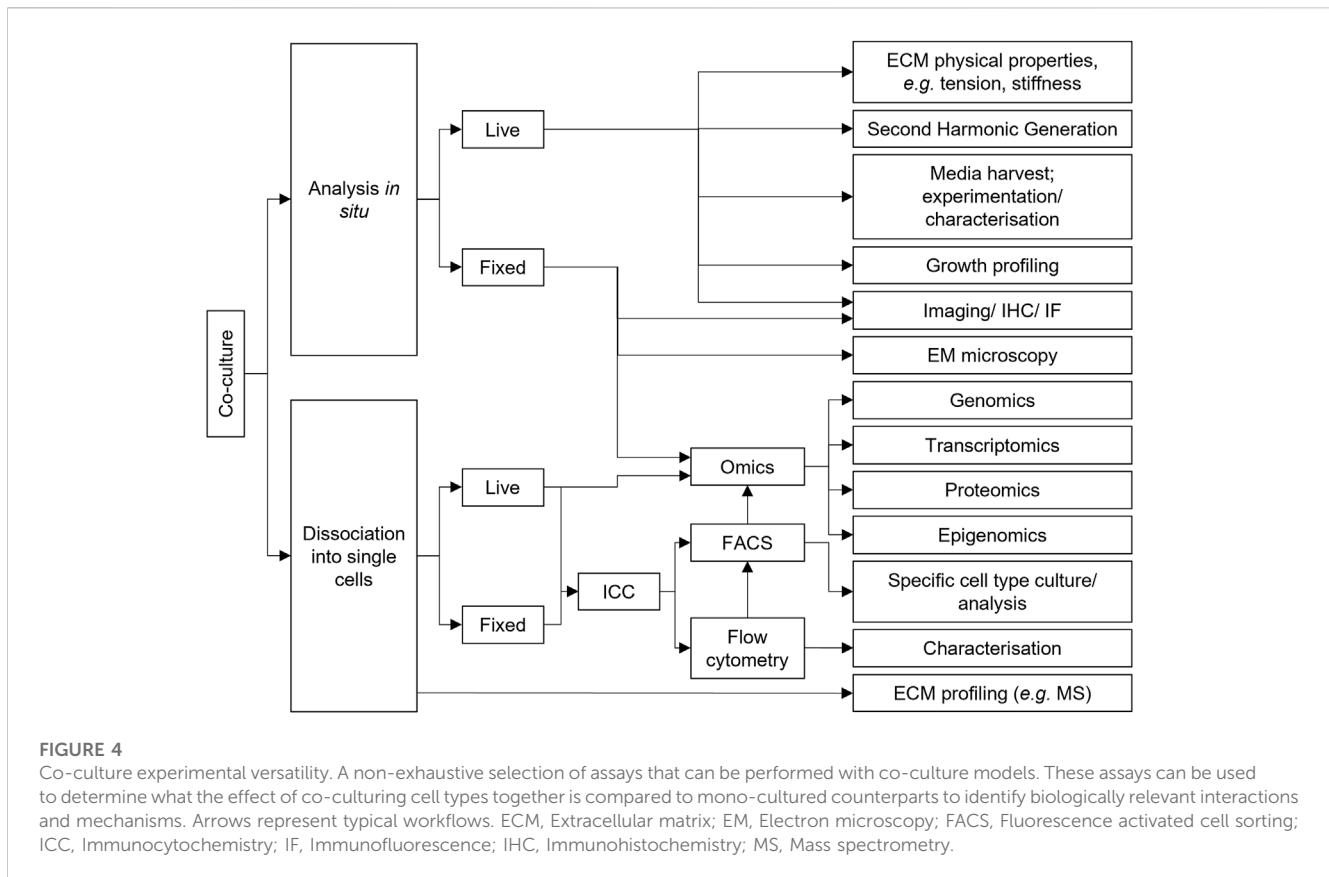 Co-culture
Analysis in
situ
Dissociation
into single
cells
Live
Fixed
Live
Fixed
ICC
Omics
FACS
Flow
cytometry
ECM physical properties,
e.g. tension, stiffness
Second Harmonic Generation
Media harvest;
experimentation/
characterisation
Growth profiling
Imaging/ IHC/ IF
EM microscopy
Genomics
Transcriptomics
Proteomics
Epigenomics
Specific cell type culture/
analysis
Characterisation
ECM profiling (e.g. MS)
FIGURE 4
Co-culture experimental versatility. A non-exhaustive selection of assays that can be performed with co-culture models. These assays can be used
to determine what the effect of co-culturing cell types together is compared to mono-cultured counterparts to identify biologically relevant interactions
and mechanisms. Arrows represent typical workflows. ECM, Extracellular matrix; EM, Electron microscopy; FACS, Fluorescence activated cell sorting;
ICC, Immunocytochemistry; IF, Immunofluorescence; IHC, Immunohistochemistry; MS, Mass spectrometry.